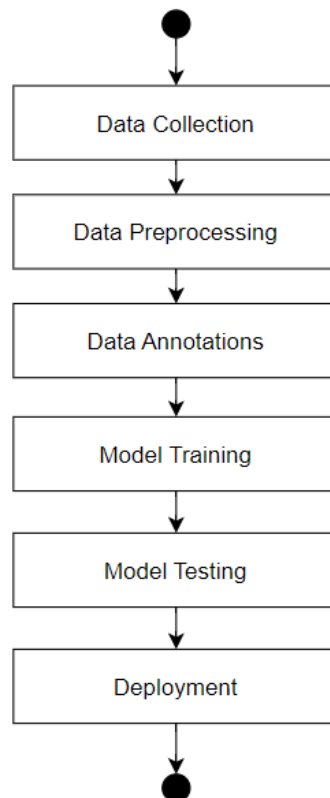 Data Collection
Data Preprocessing
Data Annotations
Model Training
Model Testing
Deployment